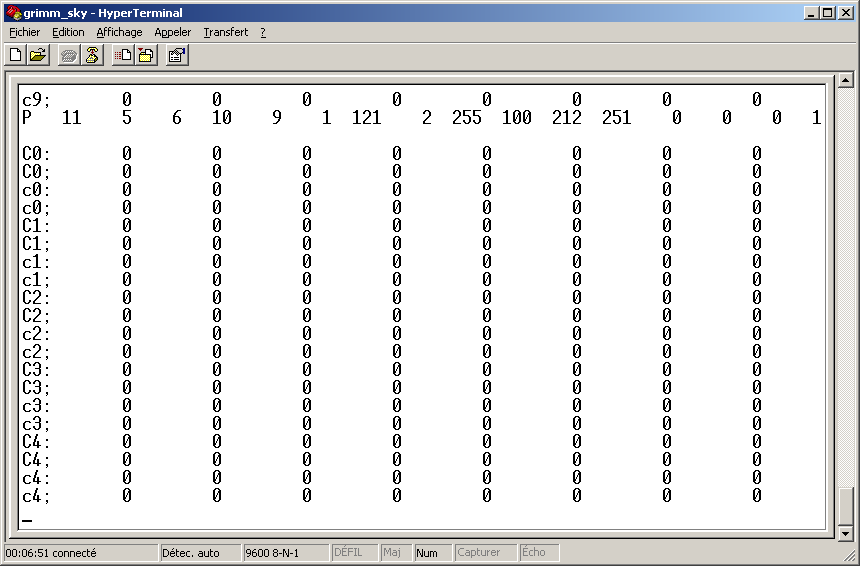 grimm_sky - HyperTerminal
Fichier Edition Affichage Appeler Transfert ?
c9; 0 0 0 0 0 0 0 0
P 11 5 6 10 9 1 121 2 255 100 212 251 0 0 0 1
C0: 0 0 0 0 0 0 0 0
C0; 0 0 0 0 0 0 0 0
c0: 0 0 0 0 0 0 0 0
c0; 0 0 0 0 0 0 0 0
C1: 0 0 0 0 0 0 0 0
C1; 0 0 0 0 0 0 0 0
c1: 0 0 0 0 0 0 0 0
c1; 0 0 0 0 0 0 0 0
C2: 0 0 0 0 0 0 0 0
C2; 0 0 0 0 0 0 0 0
c2: 0 0 0 0 0 0 0 0
c2; 0 0 0 0 0 0 0 0
C3: 0 0 0 0 0 0 0 0
C3; 0 0 0 0 0 0 0 0
c3: 0 0 0 0 0 0 0 0
c3; 0 0 0 0 0 0 0 0
C4: 0 0 0 0 0 0 0 0
C4; 0 0 0 0 0 0 0 0
c4: 0 0 0 0 0 0 0 0
c4; 0 0 0 0 0 0 0 0
00:06:51 connecté Détec. auto 9600 8-N-1 DÉFIL Maj Num Capturer Écho